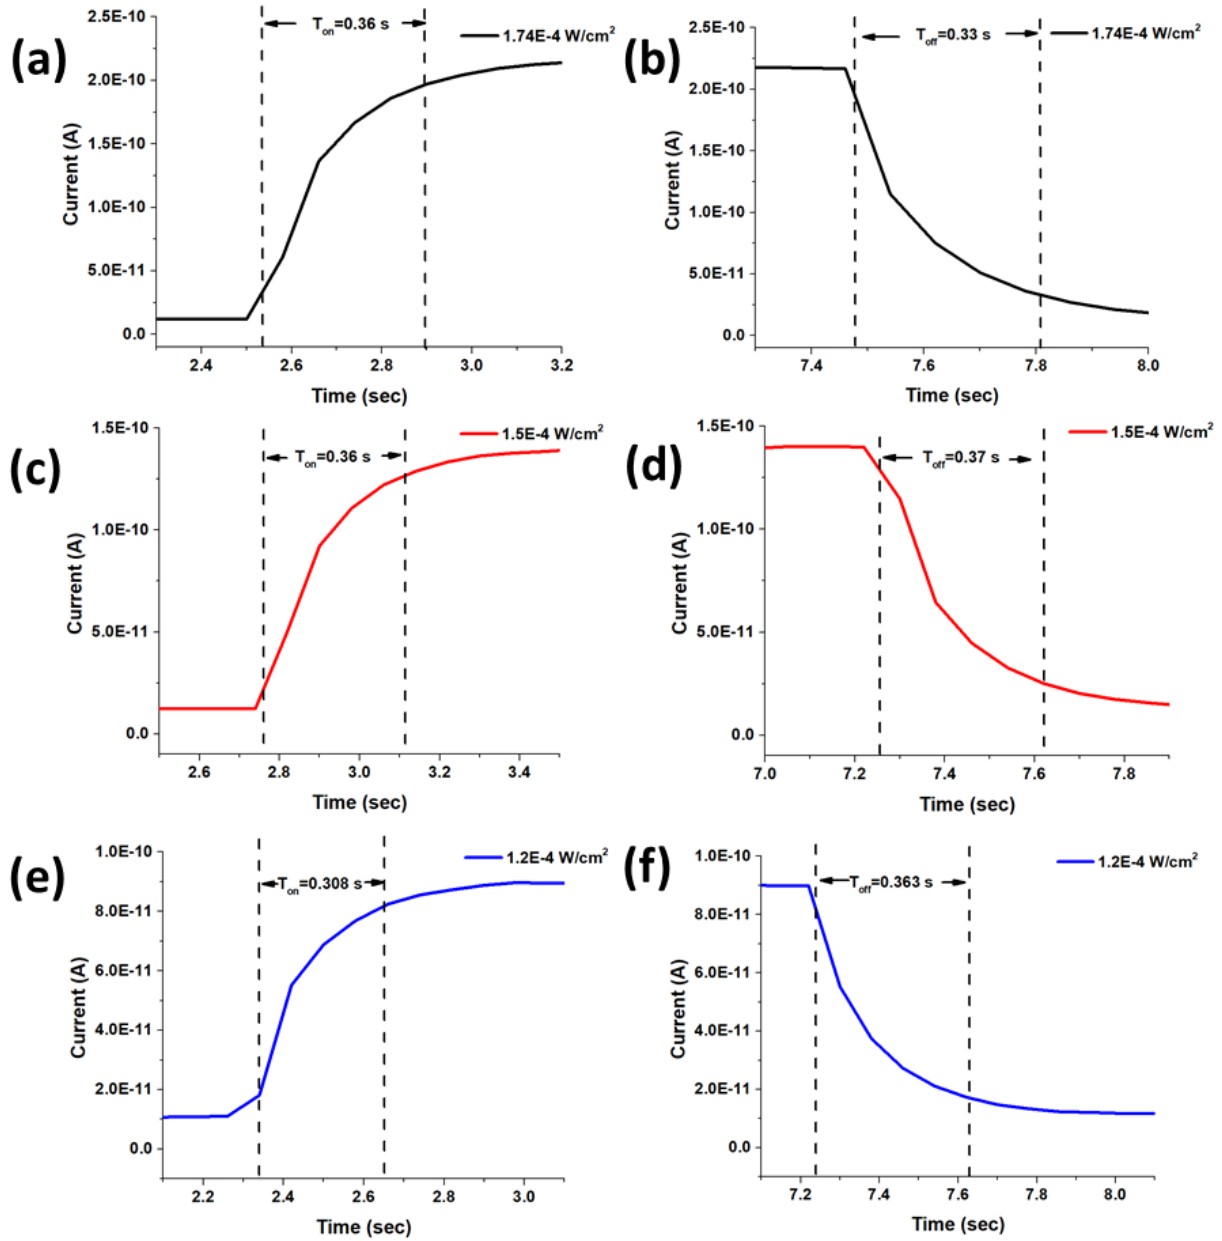 (a)
2.5E-10
2.0E-10
1.5E-10
1.0E-10
5.0E-11
0.0
Current (A)
Ton=0.36 s
1.74E-4 W/cm²
2.4 2.6 2.8 3.0 3.2
Time (sec)
(b)
2.5E-10
2.0E-10
1.5E-10
1.0E-10
5.0E-11
0.0
Current (A)
Toff=0.33 s
1.74E-4 W/cm²
7.4 7.6 7.8 8.0
Time (sec)
(c)
1.5E-10
1.0E-10
5.0E-11
0.0
Current (A)
Ton=0.36 s
1.5E-4 W/cm²
2.6 2.8 3.0 3.2 3.4
Time (sec)
(d)
1.5E-10
1.0E-10
5.0E-11
0.0
Current (A)
Toff=0.37 s
1.5E-4 W/cm²
7.0 7.2 7.4 7.6 7.8
Time (sec)
(e)
1.0E-10
8.0E-11
6.0E-11
4.0E-11
2.0E-11
0.0
Current (A)
Ton=0.308 s
1.2E-4 W/cm²
2.2 2.4 2.6 2.8 3.0
Time (sec)
(f)
1.0E-10
8.0E-11
6.0E-11
4.0E-11
2.0E-11
0.0
Current (A)
Toff=0.363 s
1.2E-4 W/cm²
7.2 7.4 7.6 7.8 8.0
Time (sec)